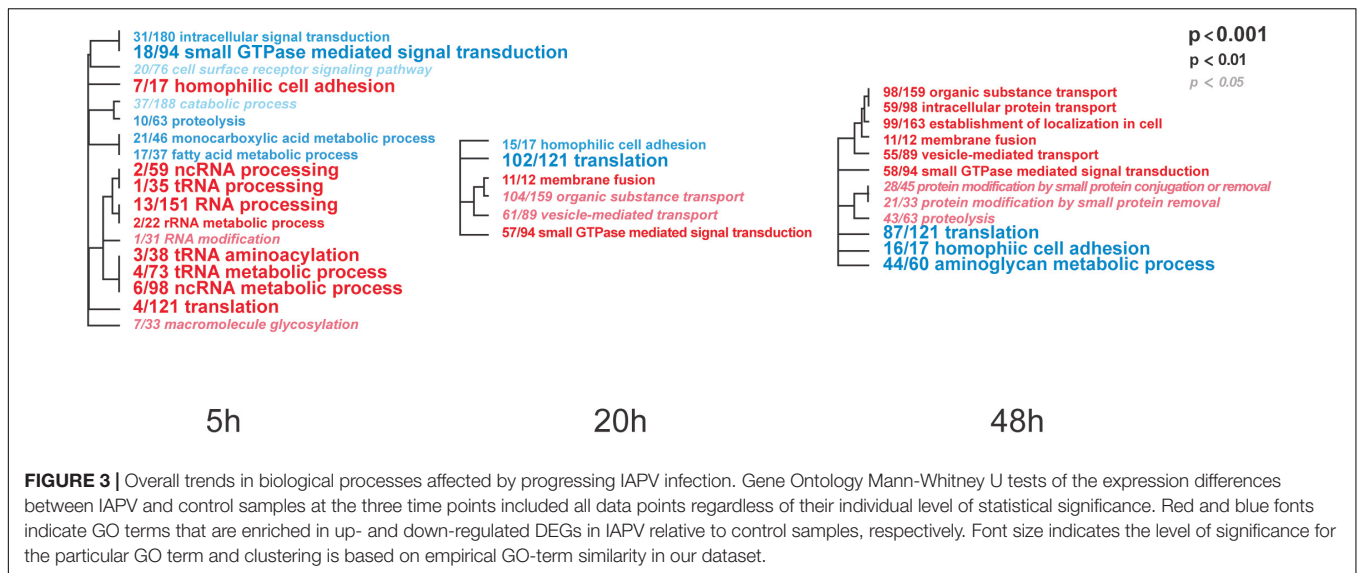 31/180 intracellular signal transduction
18/94 small GTPase mediated signal transduction
20/76 cell surface receptor signaling pathway
7/17 homophilic cell adhesion
37/188 catabolic process
10/63 proteolysis
21/46 monocarboxylic acid metabolic process
17/37 fatty acid metabolic process
2/59 ncRNA processing
1/35 tRNA processing
13/151 RNA processing
2/22 rRNA metabolic process
1/31 RNA modification
3/38 tRNA aminoacylation
4/73 tRNA metabolic process
6/98 ncRNA metabolic process
4/121 translation
7/33 macromolecule glycosylation
5h
15/17 homophilic cell adhesion
102/121 translation
11/12 membrane fusion
104/159 organic substance transport
61/89 vesicle-mediated transport
57/94 small GTPase mediated signal transduction
20h
p < 0.001
p < 0.01
p < 0.05
98/159 organic substance transport
59/98 intracellular protein transport
99/163 establishment of localization in cell
11/12 membrane fusion
55/89 vesicle-mediated transport
58/94 small GTPase mediated signal transduction
28/45 protein modification by small protein conjugation or removal
21/33 protein modification by small protein removal
43/63 proteolysis
87/121 translation
16/17 homophiic cell adhesion
44/60 aminoglycan metabolic process
48h
FIGURE 3 | Overall trends in biological processes affected by progressing IAPV infection. Gene Ontology Mann-Whitney U tests of the expression differences
between IAPV and control samples at the three time points included all data points regardless of their individual level of statistical significance. Red and blue fonts
indicate GO terms that are enriched in up- and down-regulated DEGs in IAPV relative to control samples, respectively. Font size indicates the level of significance for
the particular GO term and clustering is based on empirical GO-term similarity in our dataset.